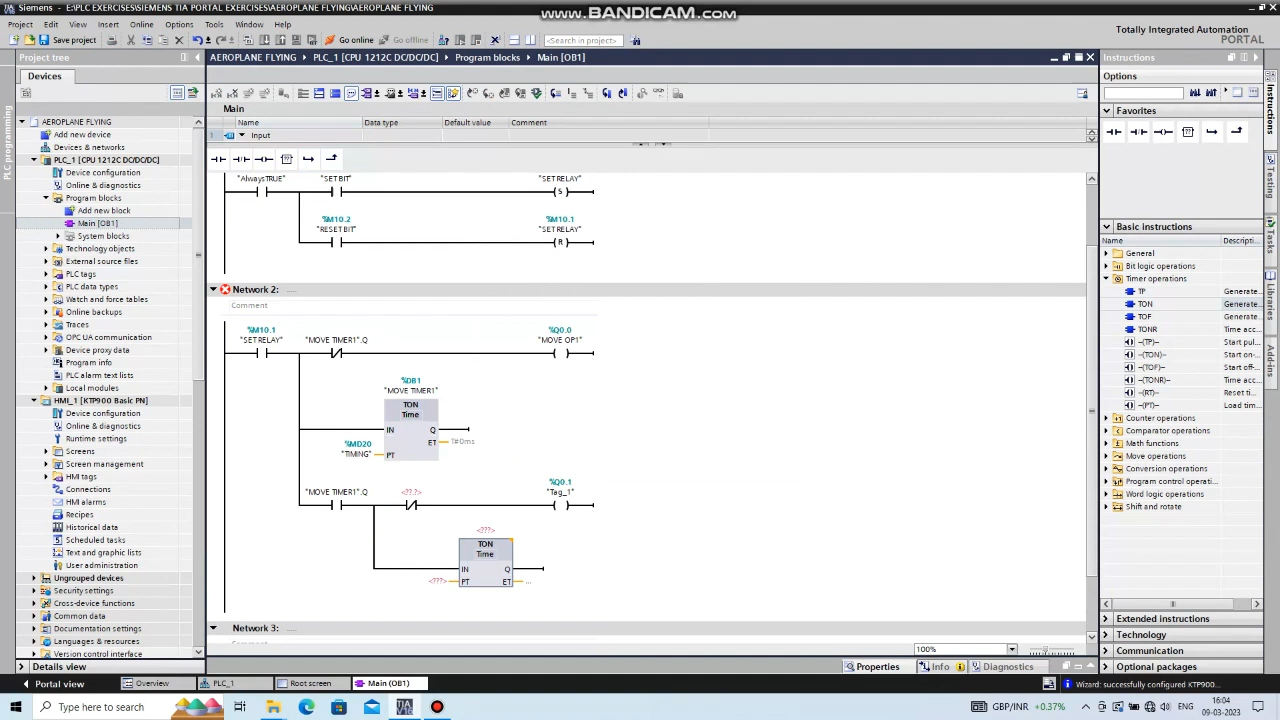 Siemens - E:\PLC EXERCISES\SIEMENS TIA PORTAL EXERCISES\AEROPLANE FLYING\AEROPLANE FLYING
www.BANDICAM.com
Project Edit View Insert Online Options Tools Window Help
Totally Integrated Automation
PORTAL
Save project
Go online
Go offline
<Search in project>
Project tree
AEROPLANE FLYING ▸ PLC_1 [CPU 1212C DC/DC/DC] ▸ Program blocks ▸ Main [OB1]
Instructions
Devices
Options
PLC programming
AEROPLANE FLYING
Add new device
Devices & networks
PLC_1 [CPU 1212C DC/DC/DC]
Device configuration
Online & diagnostics
Program blocks
Add new block
Main [OB1]
System blocks
Technology objects
External source files
PLC tags
PLC data types
Watch and force tables
Online backups
Traces
OPC UA communication
Device proxy data
Program info
PLC alarm text lists
Local modules
HMI_1 [KTP900 Basic PN]
Device configuration
Online & diagnostics
Runtime settings
Screens
Screen management
HMI tags
Connections
HMI alarms
Recipes
Historical data
Scheduled tasks
Text and graphic lists
User administration
Ungrouped devices
Security settings
Cross-device functions
Common data
Documentation settings
Languages & resources
Version control interface
Details view
Main
Name Data type Default value Comment
1 Input
"AlwaysTRUE" "SET BIT" "SET RELAY"
S
%M10.2 %M10.1
"RESET BIT" "SET RELAY"
R
Network 2: .....
Comment
%M10.1 %Q0.0
"SET RELAY" "MOVE TIMER1".Q "MOVE OP1"
%DB1
"MOVE TIMER1"
TON
Time
IN Q
%MD20 ET T#0ms
"TIMING" PT
%Q0.1
"MOVE TIMER1".Q <??.?> "Tag_1"
<???>
TON
Time
IN Q
<???> PT ET ...
Network 3: .....
Comment
100%
Properties Info Diagnostics
Favorites
Basic instructions
Name Descripti...
General
Bit logic operations
Timer operations
TP Generate...
TON Generate...
TOF Generate...
TONR Time acc...
–(TP)– Start pul...
–(TON)– Start on-...
–(TOF)– Start off-...
–(TONR)– Time acc...
–(RT)– Reset ti...
–(PT)– Load tim...
Counter operations
Comparator operations
Math functions
Move operations
Conversion operations
Program control operati...
Word logic operations
Shift and rotate
Extended instructions
Technology
Communication
Optional packages
Instructions
Testing
Tasks
Libraries
Add-ins
Portal view Overview PLC_1 Root screen Main (OB1) Wizard: successfully configured KTP900...
Type here to search
GBP/INR +0.37%
ENG
16:04
09-03-2023